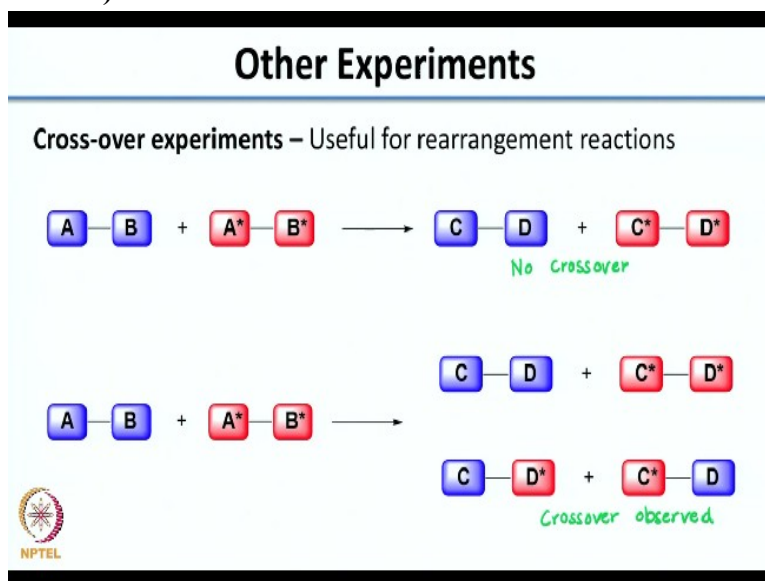 Other Experiments
Cross-over experiments – Useful for rearrangement reactions
A B + A* B* C D + C* D*
No Crossover
C D + C* D*
A B + A* B*
C D* + C* D
Crossover observed
NPTEL